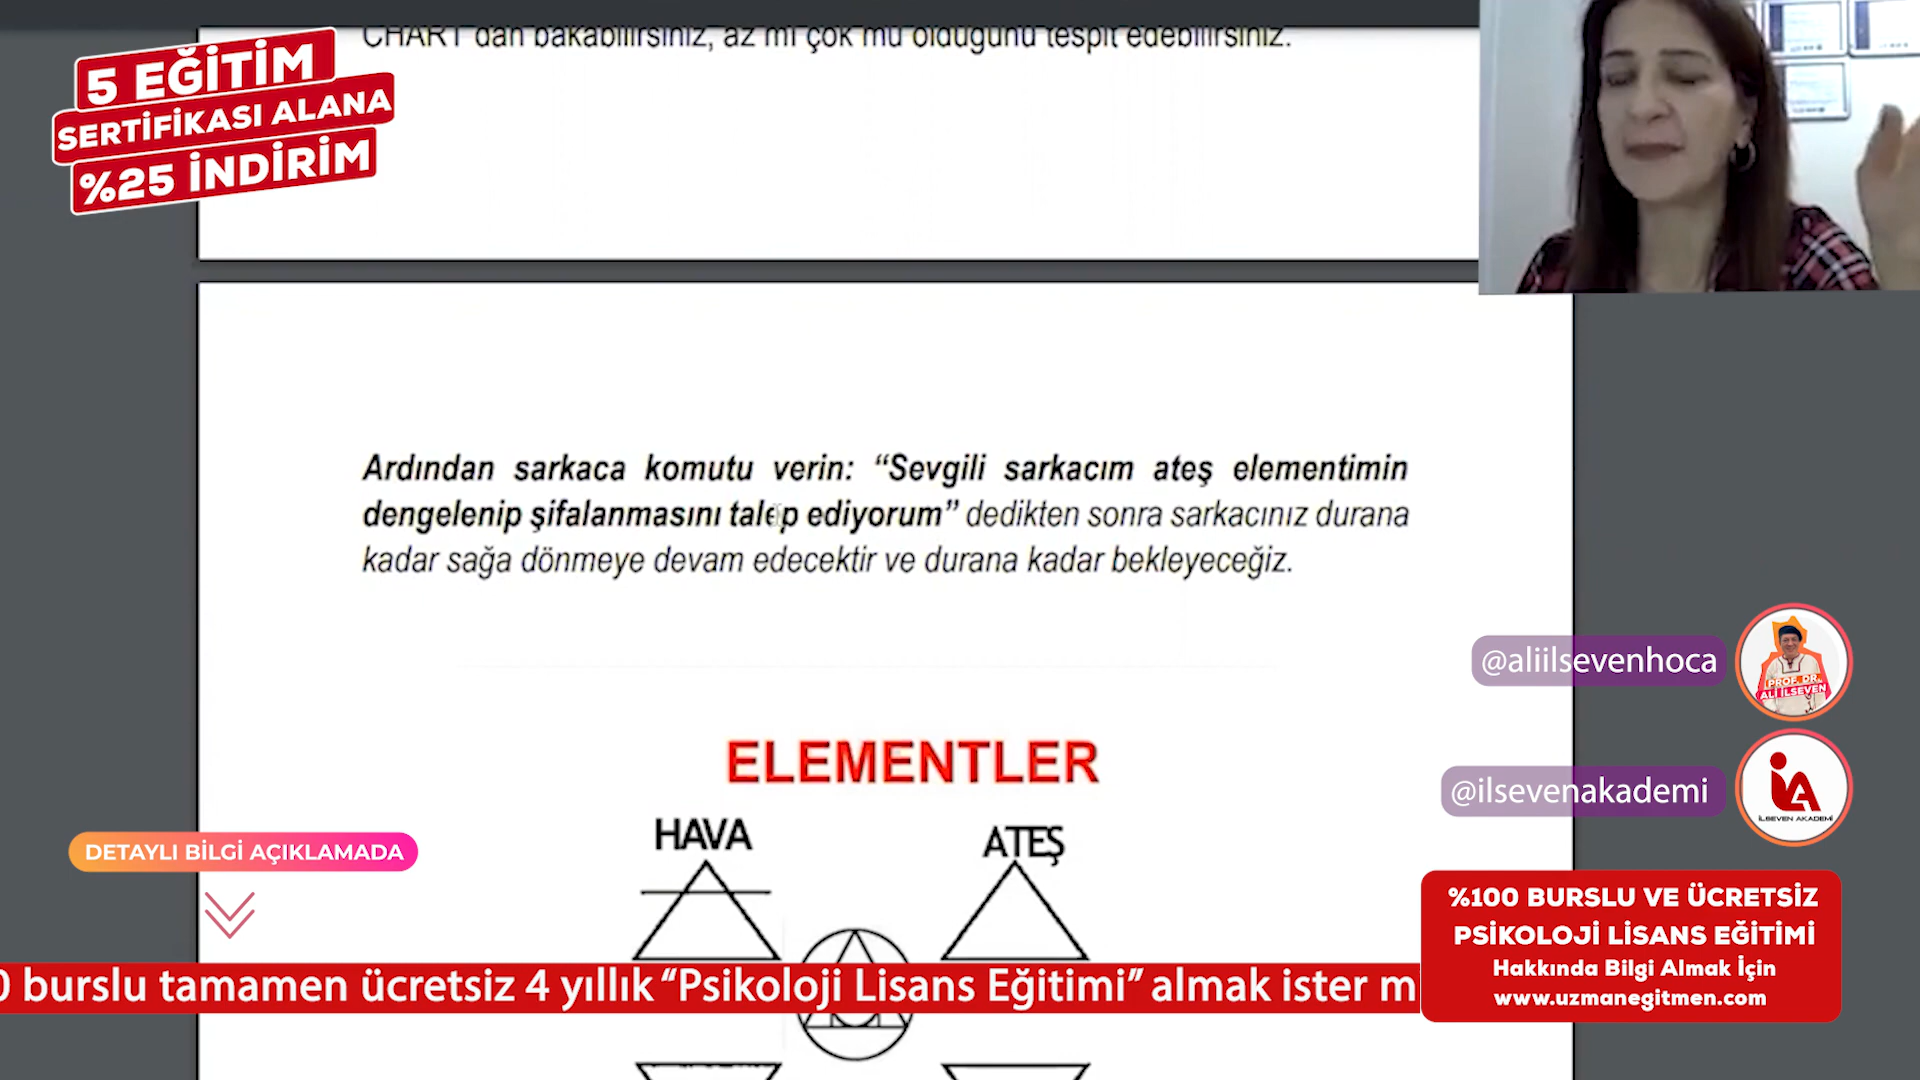 CHART'dan bakabilirsiniz, az mı çok mu olduğunu tespit edebilirsiniz.
5 EĞİTİM
SERTİFİKASI ALANA
%25 İNDİRİM
Ardından sarkaca komutu verin: “Sevgili sarkacım ateş elementimin
dengelenip şifalanmasını talep ediyorum” dedikten sonra sarkacınız durana
kadar sağa dönmeye devam edecektir ve durana kadar bekleyeceğiz.
@aliilsevenhoca
PROF. DR.
ALİ İLSEVEN
ELEMENTLER
@ilsevenakademi
İLSEVEN AKADEMİ
HAVA
ATEŞ
DETAYLI BİLGİ AÇIKLAMADA
%100 BURSLU VE ÜCRETSİZ
PSİKOLOJİ LİSANS EĞİTİMİ
Hakkında Bilgi Almak İçin
www.uzmanegitmen.com
0 burslu tamamen ücretsiz 4 yıllık “Psikoloji Lisans Eğitimi” almak ister m